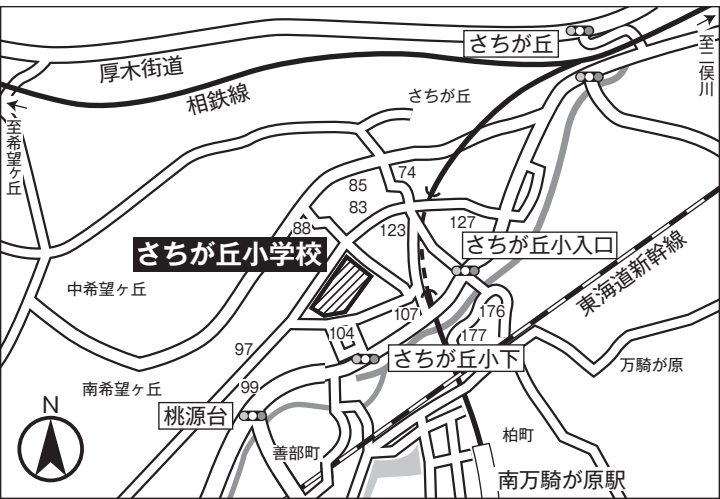 さちが丘
至二俣川
厚木街道
相鉄線
さちが丘
至希望ヶ丘
74
85
83
88
123
127
さちが丘小学校
さちが丘小入口
東海道新幹線
中希望ヶ丘
107
176
104
177
97
さちが丘小下
万騎が原
99
南希望ヶ丘
N
桃源台
柏町
善部町
南万騎が原駅